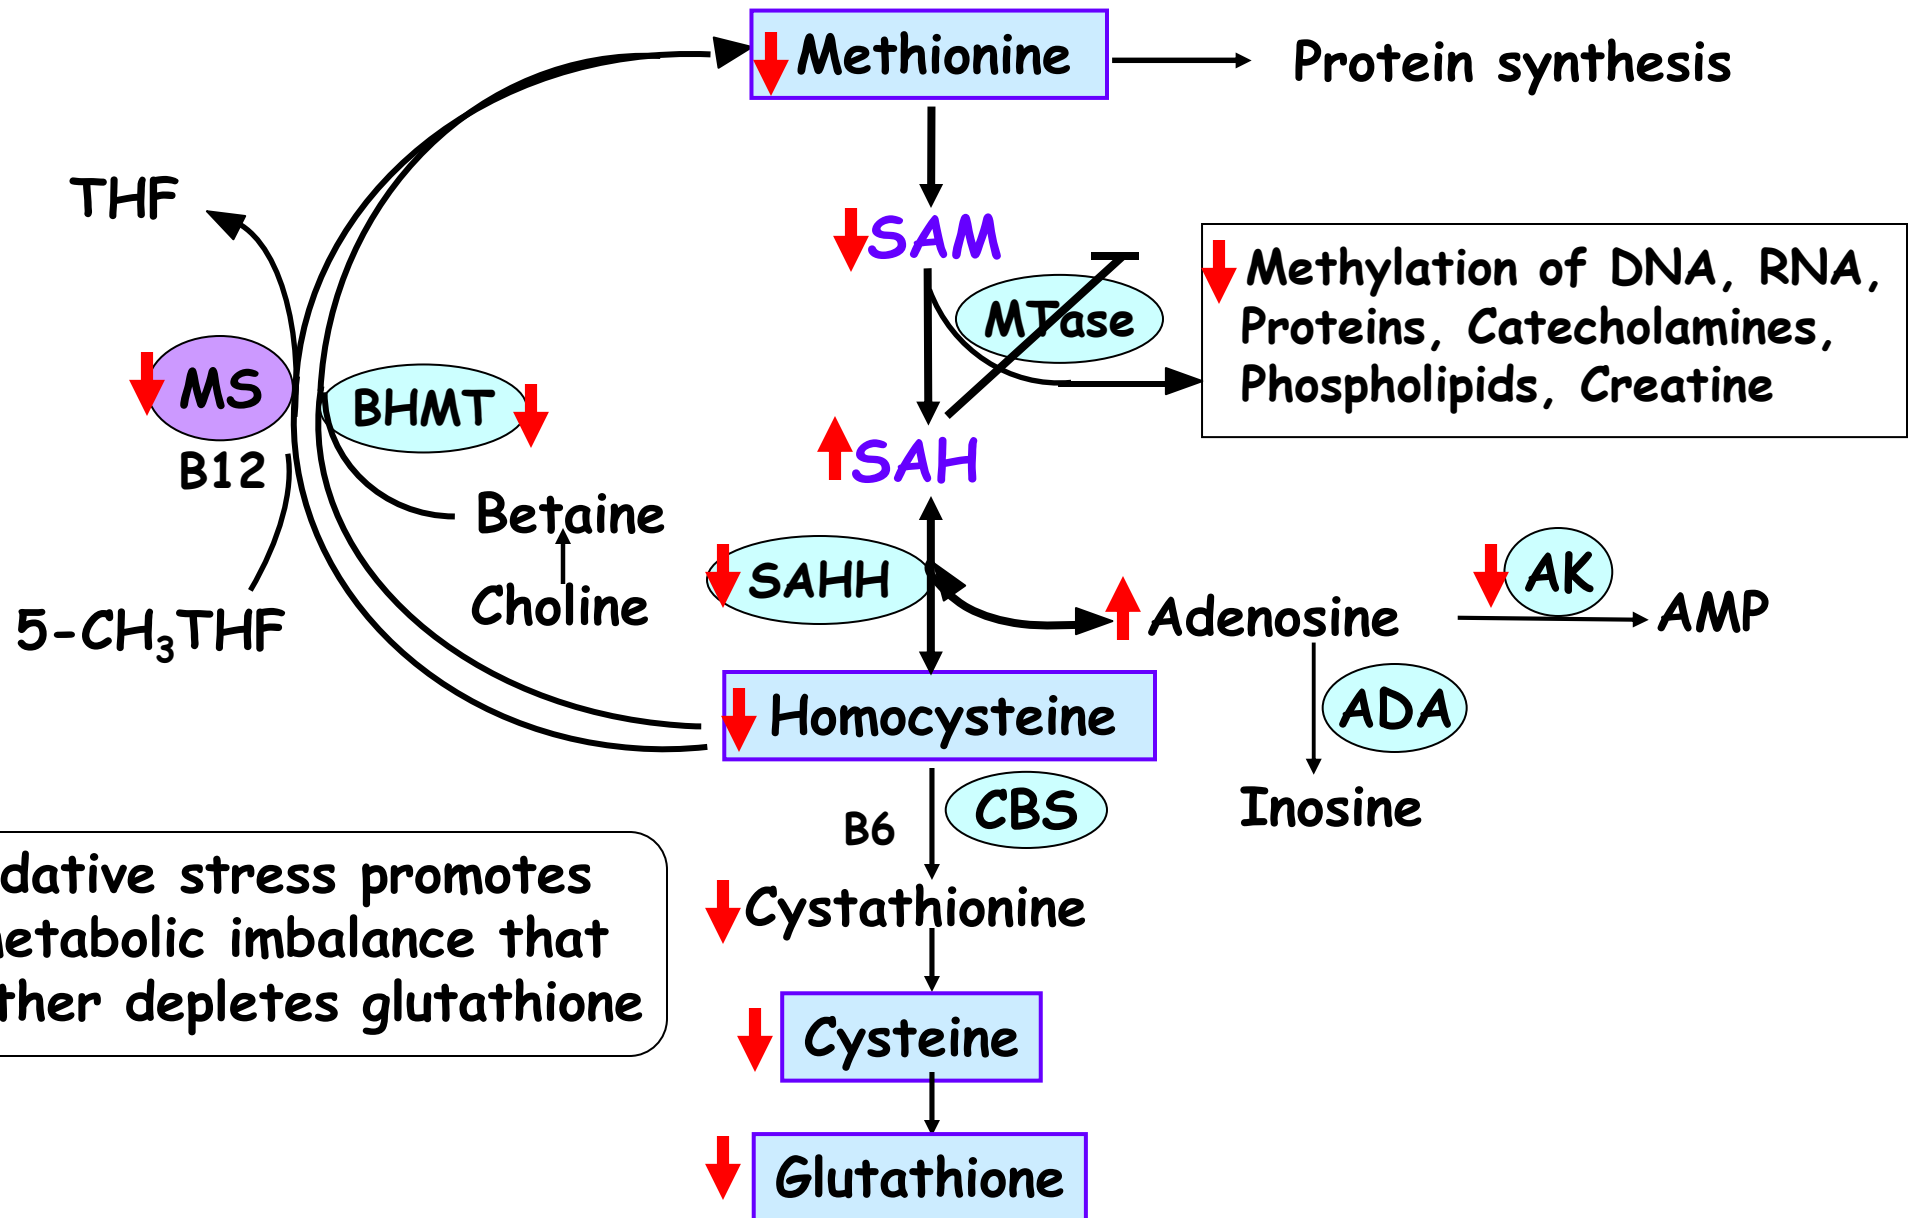 Methionine
Protein synthesis
THF
SAM
Methylation of DNA, RNA,
Proteins, Catecholamines,
Phospholipids, Creatine
MTase
MS
BHMT
B12
SAH
Betaine
Choline
5-CH₃THF
SAHH
Adenosine
AK
AMP
Homocysteine
ADA
Inosine
B6
CBS
dative stress promotes
etabolic imbalance that
ther depletes glutathione
Cystathionine
Cysteine
Glutathione